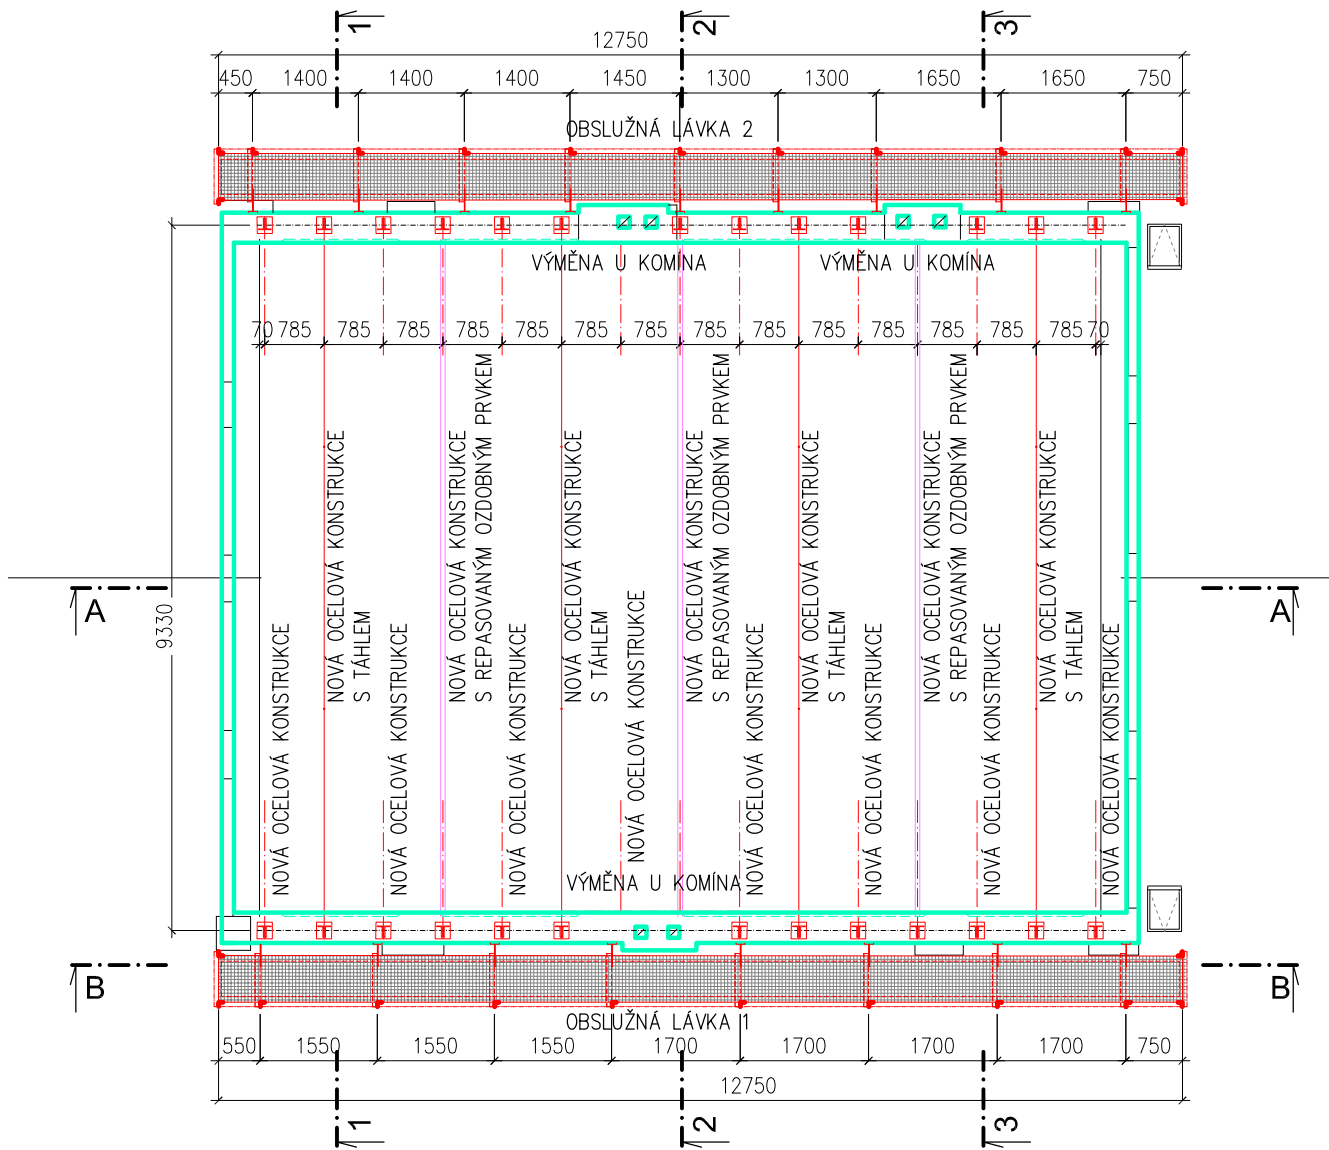 1 2 3
12750
450 1400 1400 1400 1450 1300 1300 1650 1650 750
OBSLUŽNÁ LÁVKA 2
VÝMĚNA U KOMÍNA VÝMĚNA U KOMÍNA
70 785 785 785 785 785 785 785 785 785 785 785 785 785 785 70
9330
A A
NOVÁ OCELOVÁ KONSTRUKCE
NOVÁ OCELOVÁ KONSTRUKCE
S TÁHLEM
NOVÁ OCELOVÁ KONSTRUKCE
NOVÁ OCELOVÁ KONSTRUKCE
S REPASOVANÝM OZDOBNÝM PRVKEM
NOVÁ OCELOVÁ KONSTRUKCE
NOVÁ OCELOVÁ KONSTRUKCE
S TÁHLEM
NOVÁ OCELOVÁ KONSTRUKCE
NOVÁ OCELOVÁ KONSTRUKCE
S REPASOVANÝM OZDOBNÝM PRVKEM
NOVÁ OCELOVÁ KONSTRUKCE
NOVÁ OCELOVÁ KONSTRUKCE
S TÁHLEM
NOVÁ OCELOVÁ KONSTRUKCE
NOVÁ OCELOVÁ KONSTRUKCE
S REPASOVANÝM OZDOBNÝM PRVKEM
NOVÁ OCELOVÁ KONSTRUKCE
NOVÁ OCELOVÁ KONSTRUKCE
S TÁHLEM
NOVÁ OCELOVÁ KONSTRUKCE
VÝMĚNA U KOMÍNA
B B
OBSLUŽNÁ LÁVKA 1
550 1550 1550 1550 1700 1700 1700 1700 750
12750
1 2 3